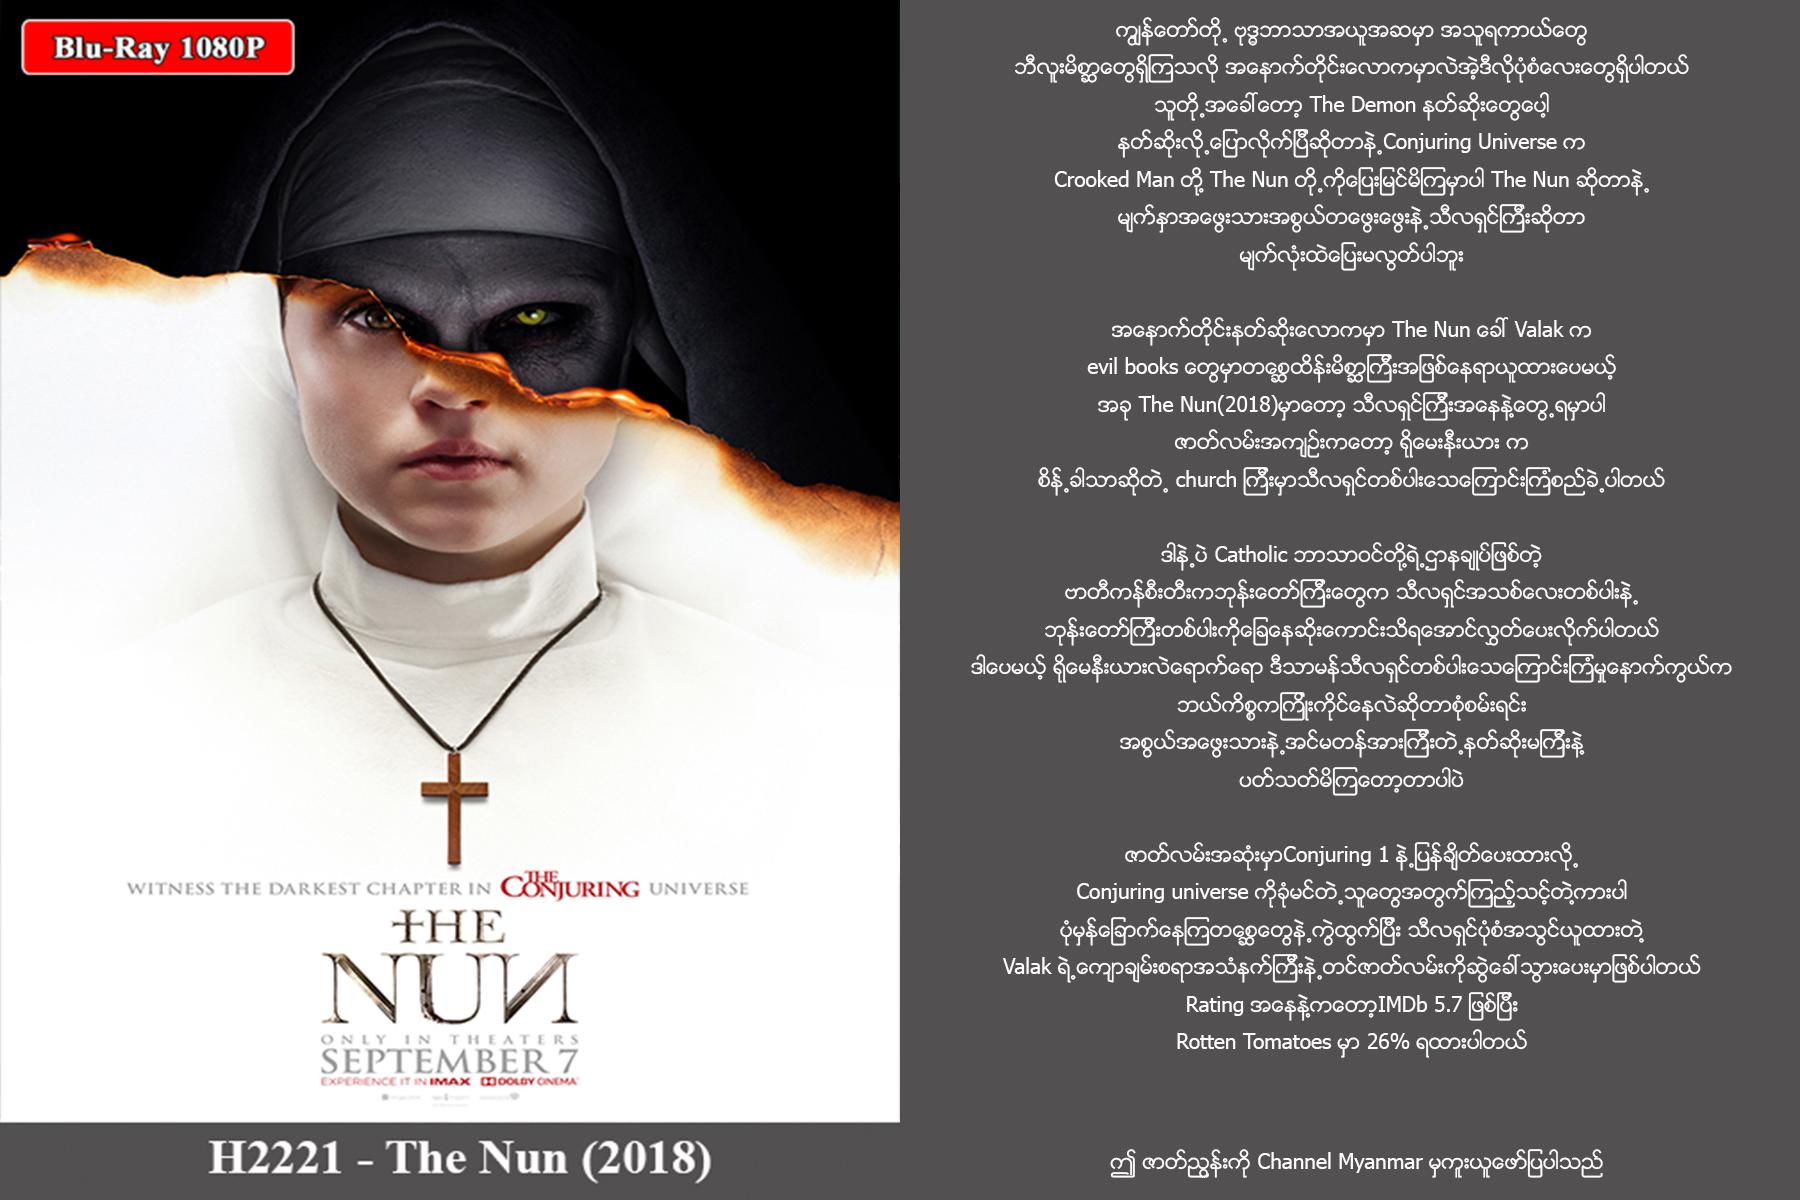 Blu-Ray 1080P
WITNESS THE DARKEST CHAPTER IN THE CONJURING UNIVERSE
THE
NUN
ONLY IN THEATERS
SEPTEMBER 7
EXPERIENCE IT IN IMAX DOLBY CINEMA
H2221 - The Nun (2018)
ကျွန်တော်တို့ ဗုဒ္ဓဘာသာအယူအဆမှာ အသူရကာယ်တွေ
ဘီလူးမိစ္ဆာတွေရှိကြသလို အနောက်တိုင်းလောကမှာလဲအဲ့ဒီလိုပုံစံလေးတွေရှိပါတယ်
သူတို့အခေါ်တော့ The Demon နတ်ဆိုးတွေပေါ့
နတ်ဆိုးလို့ပြောလိုက်ပြီဆိုတာနဲ့Conjuring Universe က
Crooked Man တို့ The Nun တို့ကိုပြေးမြင်မိကြမှာပါ The Nun ဆိုတာနဲ့
မျက်နှာအဖွေးသားအစွယ်တဖွေးဖွေးနဲ့သီလရှင်ကြီးဆိုတာ
မျက်လုံးထဲပြေးမလွတ်ပါဘူး
အနောက်တိုင်းနတ်ဆိုးလောကမှာ The Nun ခေါ် Valak က
evil books တွေမှာတစ္ဆေထိန်းမိစ္ဆာကြီးအဖြစ်နေရာယူထားပေမယ့်
အခု The Nun(2018)မှာတော့ သီလရှင်ကြီးအနေနဲ့တွေ့ရမှာပါ
ဇာတ်လမ်းအကျဉ်းကတော့ ရိုမေးနီးယား က
စိန့်ခါသာဆိုတဲ့ church ကြီးမှာသီလရှင်တစ်ပါးသေကြောင်းကြံစည်ခဲ့ပါတယ်
ဒါနဲ့ပဲ Catholic ဘာသာဝင်တို့ရဲ့ဌာနချုပ်ဖြစ်တဲ့
ဗာတီကန်စီးတီးကဘုန်းတော်ကြီးတွေက သီလရှင်အသစ်လေးတစ်ပါးနဲ့
ဘုန်းတော်ကြီးတစ်ပါးကိုခြေနေဆိုးကောင်းသိရအောင်လွှတ်ပေးလိုက်ပါတယ်
ဒါပေမယ့် ရိုမေနီးယားလဲရောက်ရော ဒီသာမန်သီလရှင်တစ်ပါးသေကြောင်းကြံမှုနောက်ကွယ်က
ဘယ်ကိစ္စကကြိုးကိုင်နေလဲဆိုတာစုံစမ်းရင်း
အစွယ်အဖွေးသားနဲ့အင်မတန်အားကြီးတဲ့နတ်ဆိုးမကြီးနဲ့
ပတ်သတ်မိကြတော့တာပါပဲ
ဇာတ်လမ်းအဆုံးမှာConjuring 1 နဲ့ပြန်ချိတ်ပေးထားလို့
Conjuring universe ကိုခုံမင်တဲ့သူတွေအတွက်ကြည့်သင့်တဲ့ကားပါ
ပုံမှန်ခြောက်နေကြတစ္ဆေတွေနဲ့ကွဲထွက်ပြီး သီလရှင်ပုံစံအသွင်ယူထားတဲ့
Valak ရဲ့ကျောချမ်းစရာအသံနက်ကြီးနဲ့တင်ဇာတ်လမ်းကိုဆွဲခေါ်သွားပေးမှာဖြစ်ပါတယ်
Rating အနေနဲ့ကတော့IMDb 5.7 ဖြစ်ပြီး
Rotten Tomatoes မှာ 26% ရထားပါတယ်
ဤ ဇာတ်ညွှန်းကို Channel Myanmar မှကူးယူဖော်ပြပါသည်